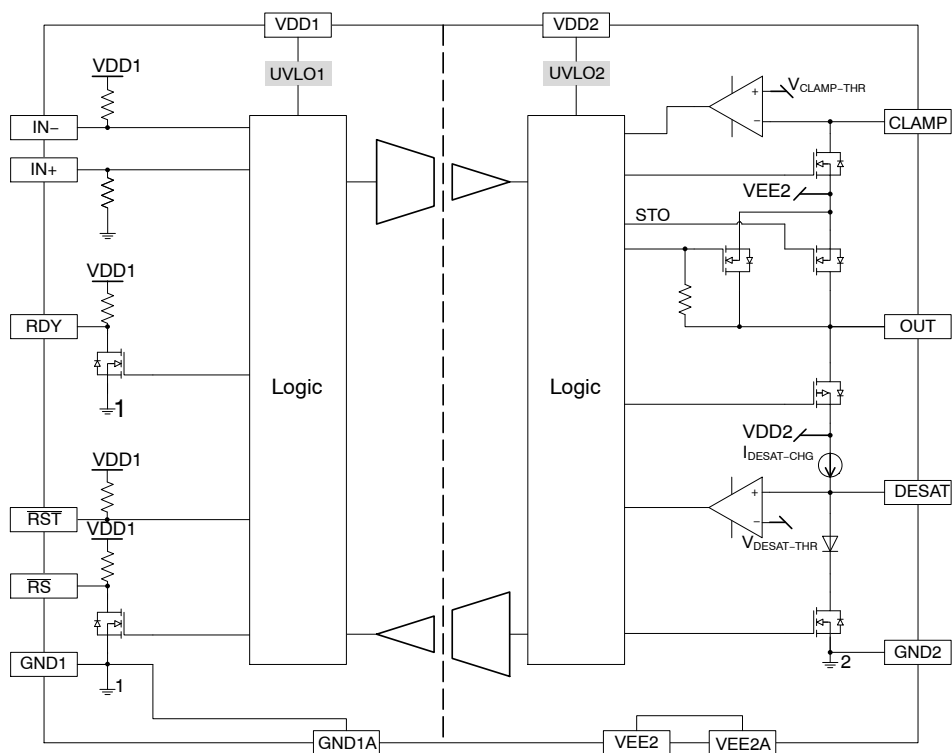 VDD1
VDD2
UVLO1
UVLO2
VDD1
VCLAMP−THR
+
−
IN−
CLAMP
IN+
VEE2
STO
VDD1
RDY
OUT
Logic
Logic
1
VDD2
IDESAT−CHG
VDD1
+
DESAT
RST
VDD1
−
VDESAT−THR
RS
GND1
2
GND2
1
GND1A
VEE2
VEE2A